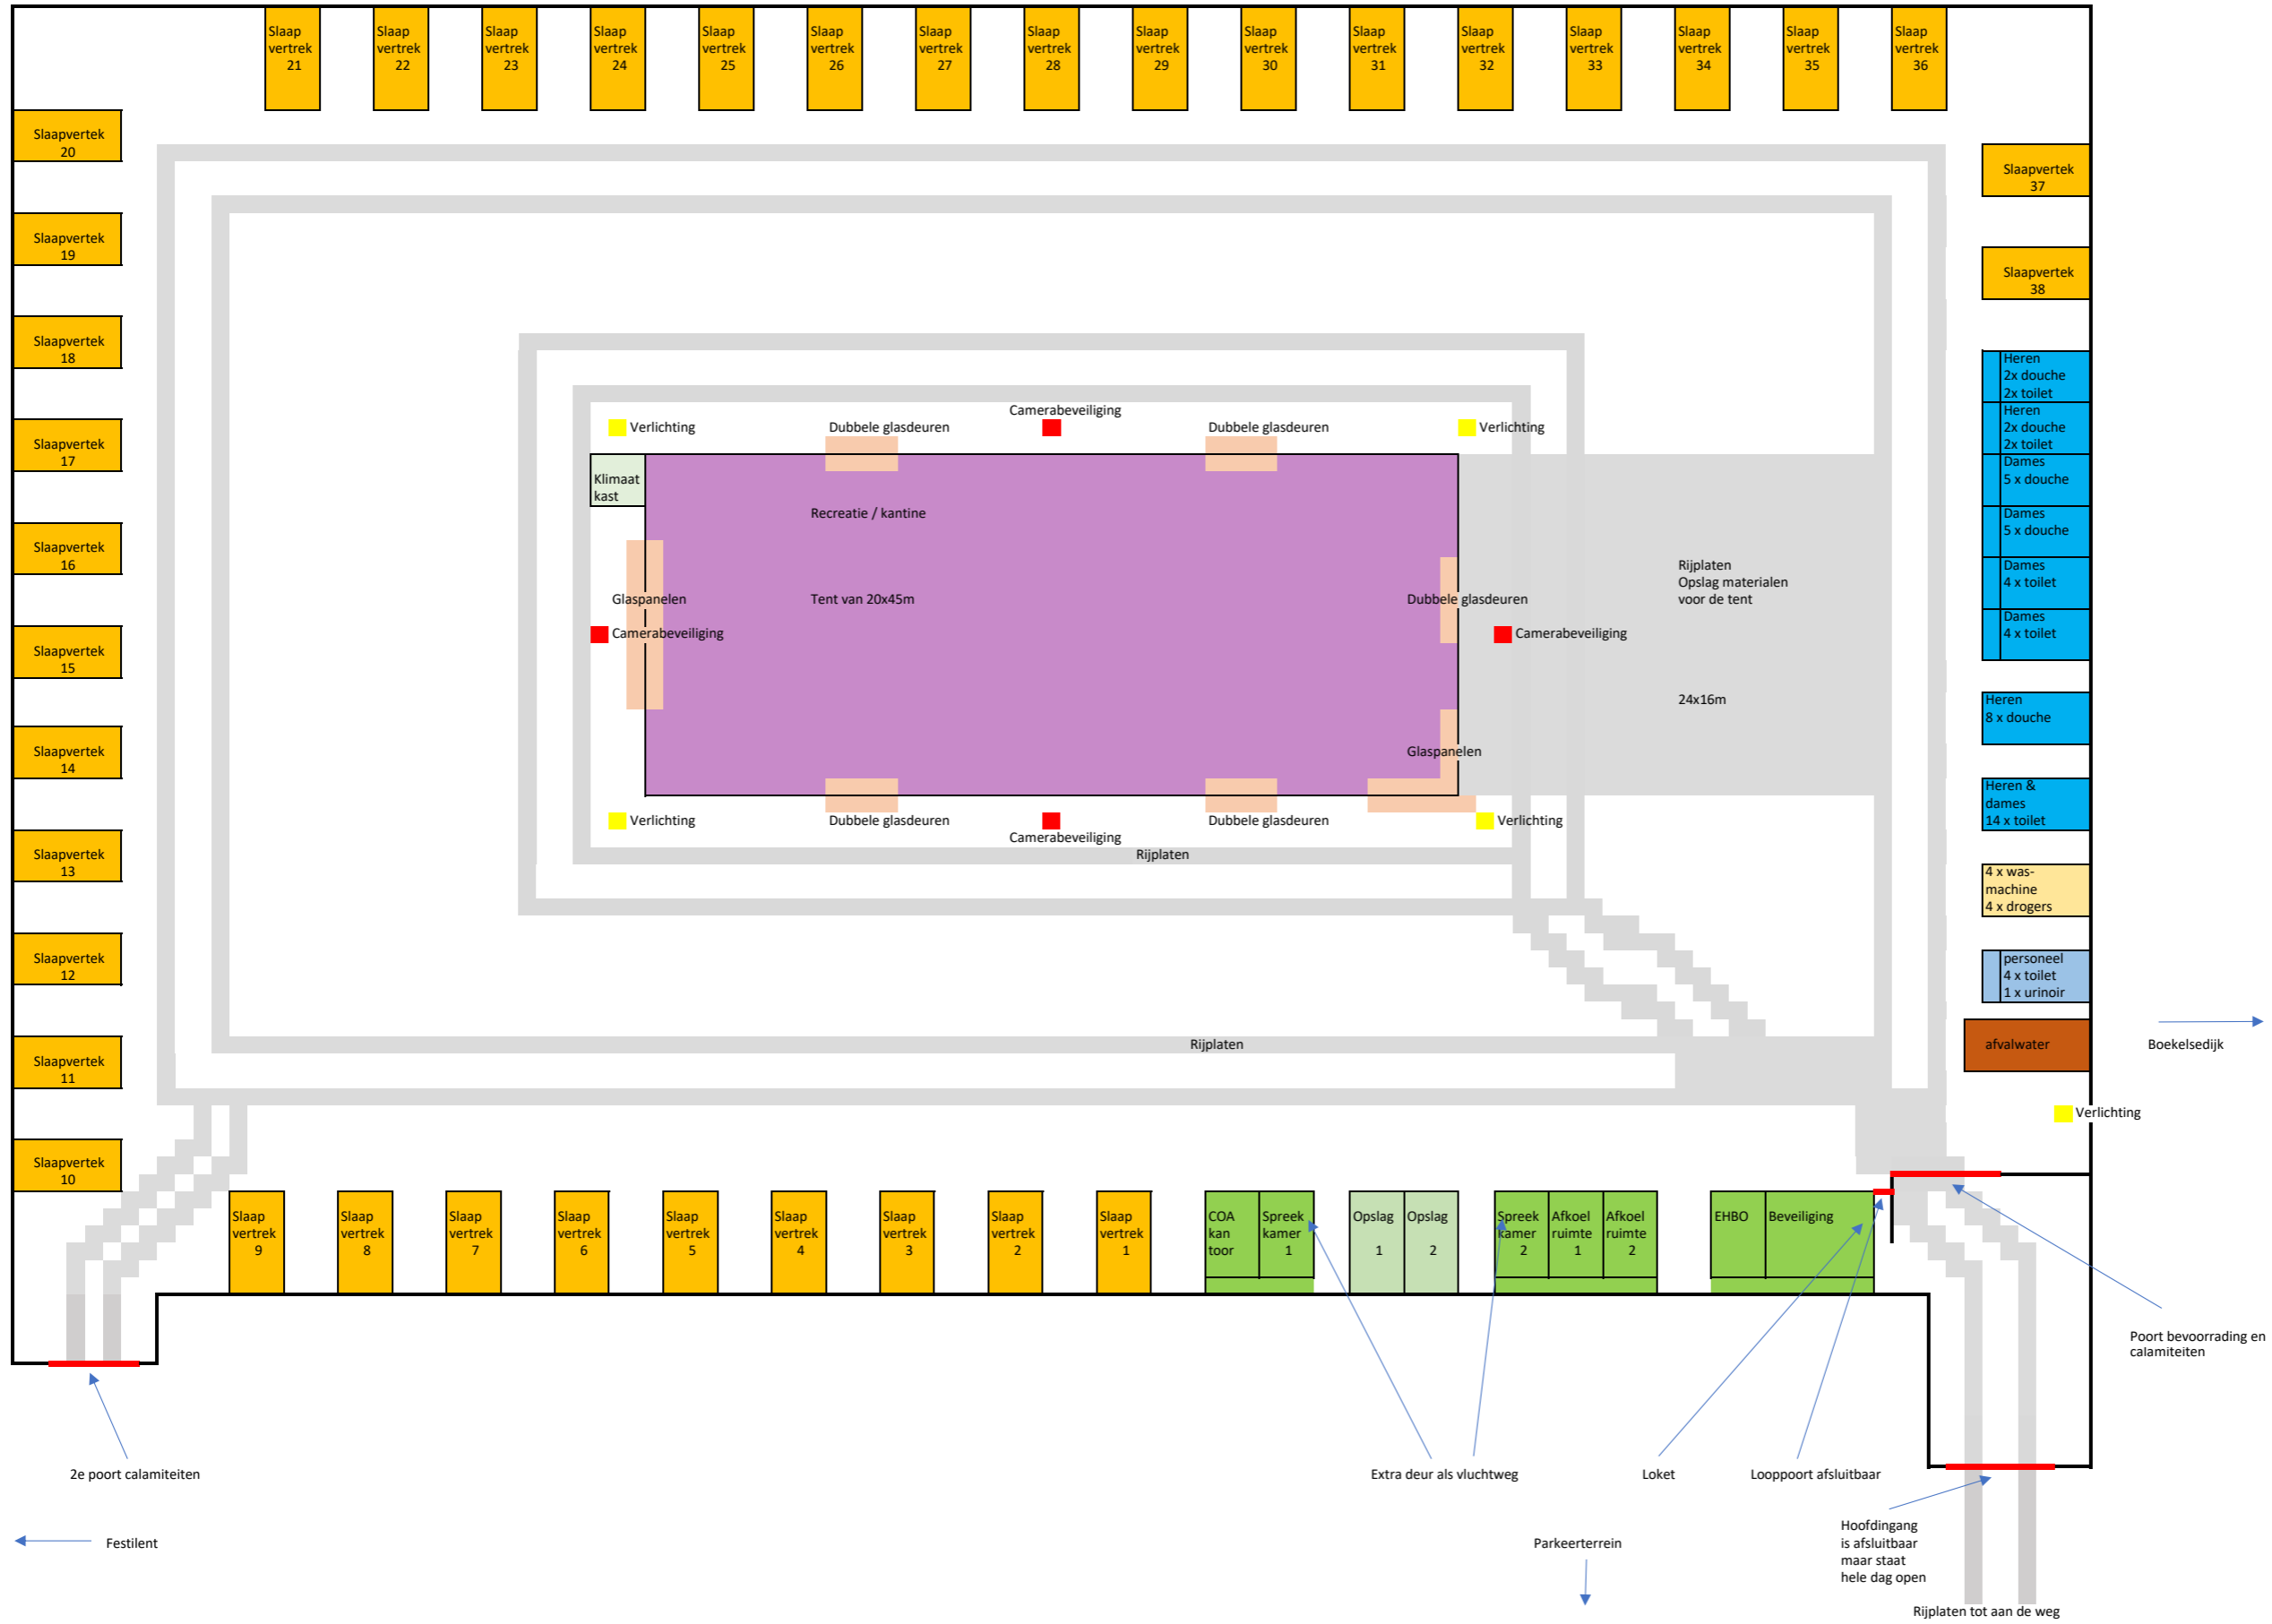 Slaap
vertrek
21
Slaap
vertrek
22
Slaap
vertrek
23
Slaap
vertrek
24
Slaap
vertrek
25
Slaap
vertrek
26
Slaap
vertrek
27
Slaap
vertrek
28
Slaap
vertrek
29
Slaap
vertrek
30
Slaap
vertrek
31
Slaap
vertrek
32
Slaap
vertrek
33
Slaap
vertrek
34
Slaap
vertrek
35
Slaap
vertrek
36
Slaapvertek
20
Slaapvertek
19
Slaapvertek
18
Slaapvertek
17
Slaapvertek
16
Slaapvertek
15
Slaapvertek
14
Slaapvertek
13
Slaapvertek
12
Slaapvertek
11
Slaapvertek
10
Camerabeveiliging
Verlichting
Dubbele glasdeuren
Dubbele glasdeuren
Verlichting
Klimaat
kast
Recreatie / kantine
Glaspanelen
Tent van 20x45m
Dubbele glasdeuren
Camerabeveiliging
Camerabeveiliging
Rijplaten
Opslag materialen
voor de tent
24x16m
Glaspanelen
Verlichting
Dubbele glasdeuren
Camerabeveiliging
Dubbele glasdeuren
Verlichting
Rijplaten
Rijplaten
Slaapvertek
37
Slaapvertek
38
Heren
2x douche
2x toilet
Heren
2x douche
2x toilet
Dames
5 x douche
Dames
5 x douche
Dames
4 x toilet
Dames
4 x toilet
Heren
8 x douche
Heren &
dames
14 x toilet
4 x was-
machine
4 x drogers
personeel
4 x toilet
1 x urinoir
afvalwater
Boekelsedijk
Verlichting
Slaap
vertrek
9
Slaap
vertrek
8
Slaap
vertrek
7
Slaap
vertrek
6
Slaap
vertrek
5
Slaap
vertrek
4
Slaap
vertrek
3
Slaap
vertrek
2
Slaap
vertrek
1
COA
kan
toor
Spreek
kamer
1
Opslag
1
Opslag
2
Spreek
kamer
2
Afkoel
ruimte
1
Afkoel
ruimte
2
EHBO
Beveiliging
Poort bevoorrading en
calamiteiten
2e poort calamiteiten
Extra deur als vluchtweg
Loket
Looppoort afsluitbaar
Festilent
Parkeerterrein
Hoofdingang
is afsluitbaar
maar staat
hele dag open
Rijplaten tot aan de weg